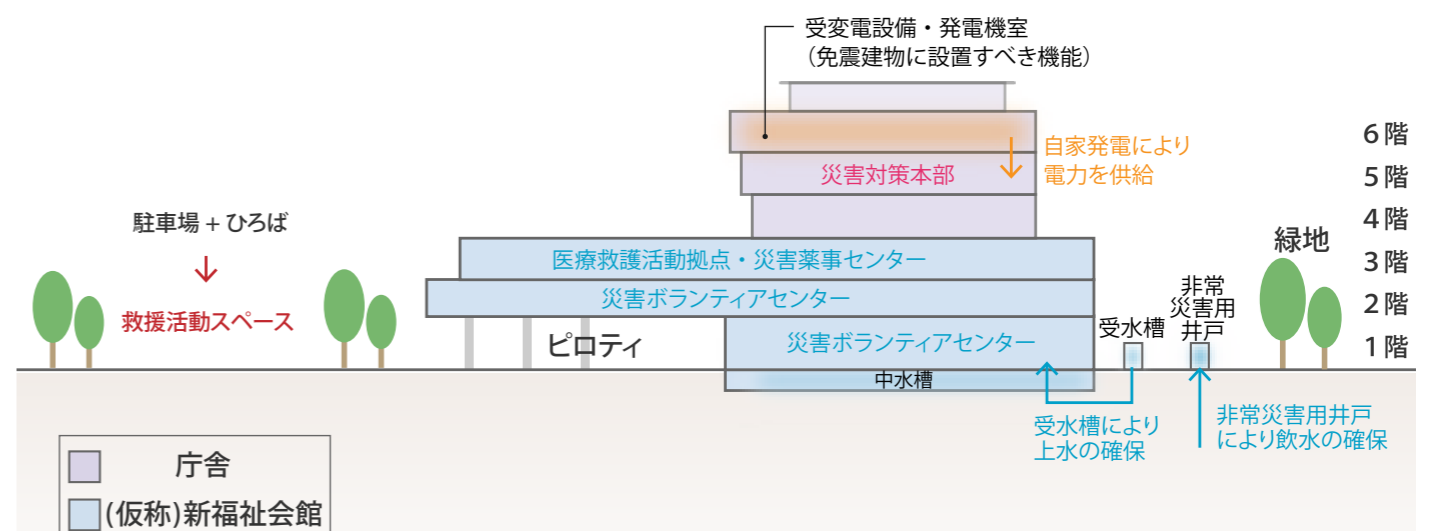 受変電設備・発電機室
（免震建物に設置すべき機能）
自家発電により
電力を供給
6階
災害対策本部
5階
4階
駐車場 + ひろば
救援活動スペース
医療救護活動拠点・災害薬事センター
緑地
3階
災害ボランティアセンター
非常
災害用
井戸
2階
ピロティ
災害ボランティアセンター
受水槽
1階
中水槽
受水槽により
上水の確保
非常災害用井戸
により飲水の確保
庁舎
(仮称)新福祉会館